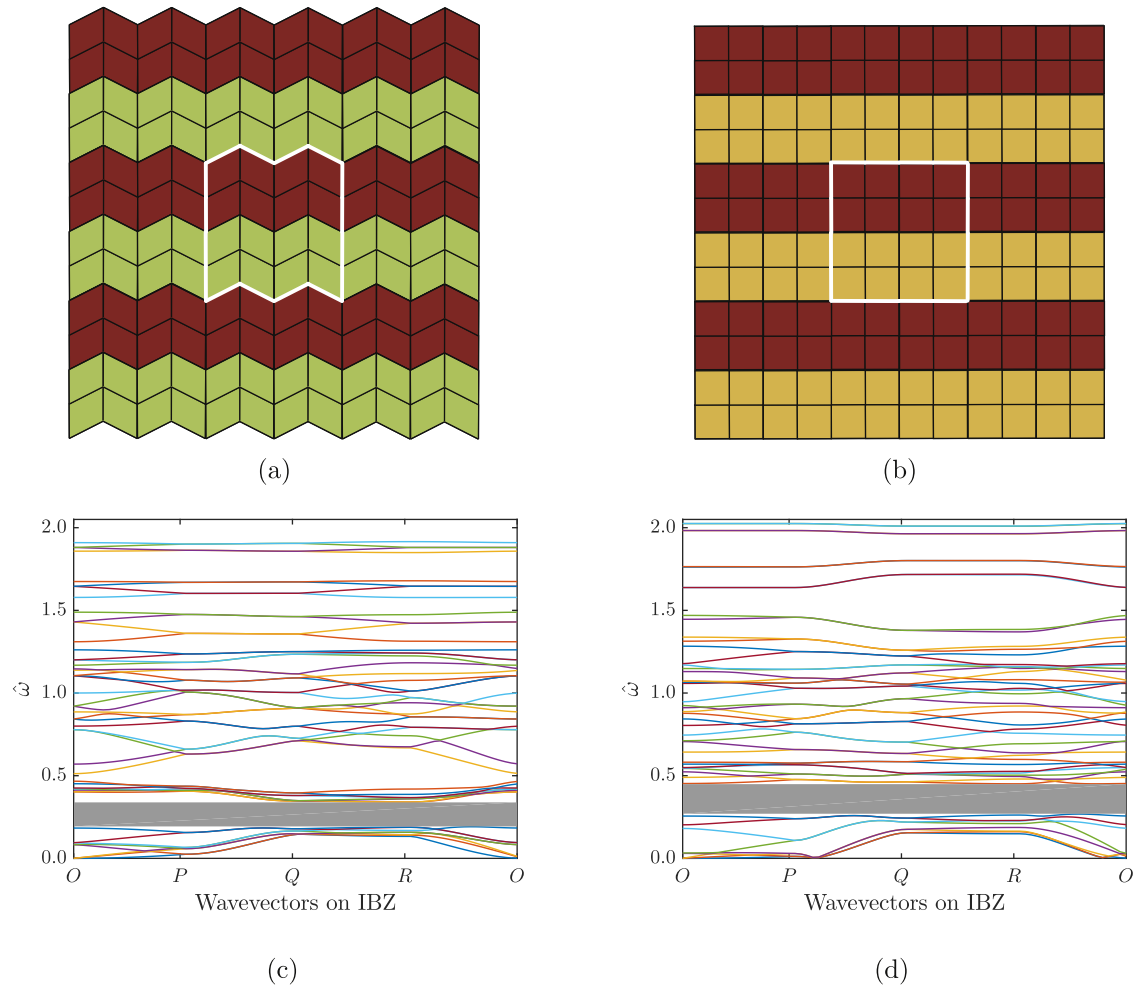 (a)
(b)
2.0
1.5
1.0
0.5
0.0
ω̂
O P Q R O
Wavevectors on IBZ
(c)
2.0
1.5
1.0
0.5
0.0
ω̂
O P Q R O
Wavevectors on IBZ
(d)